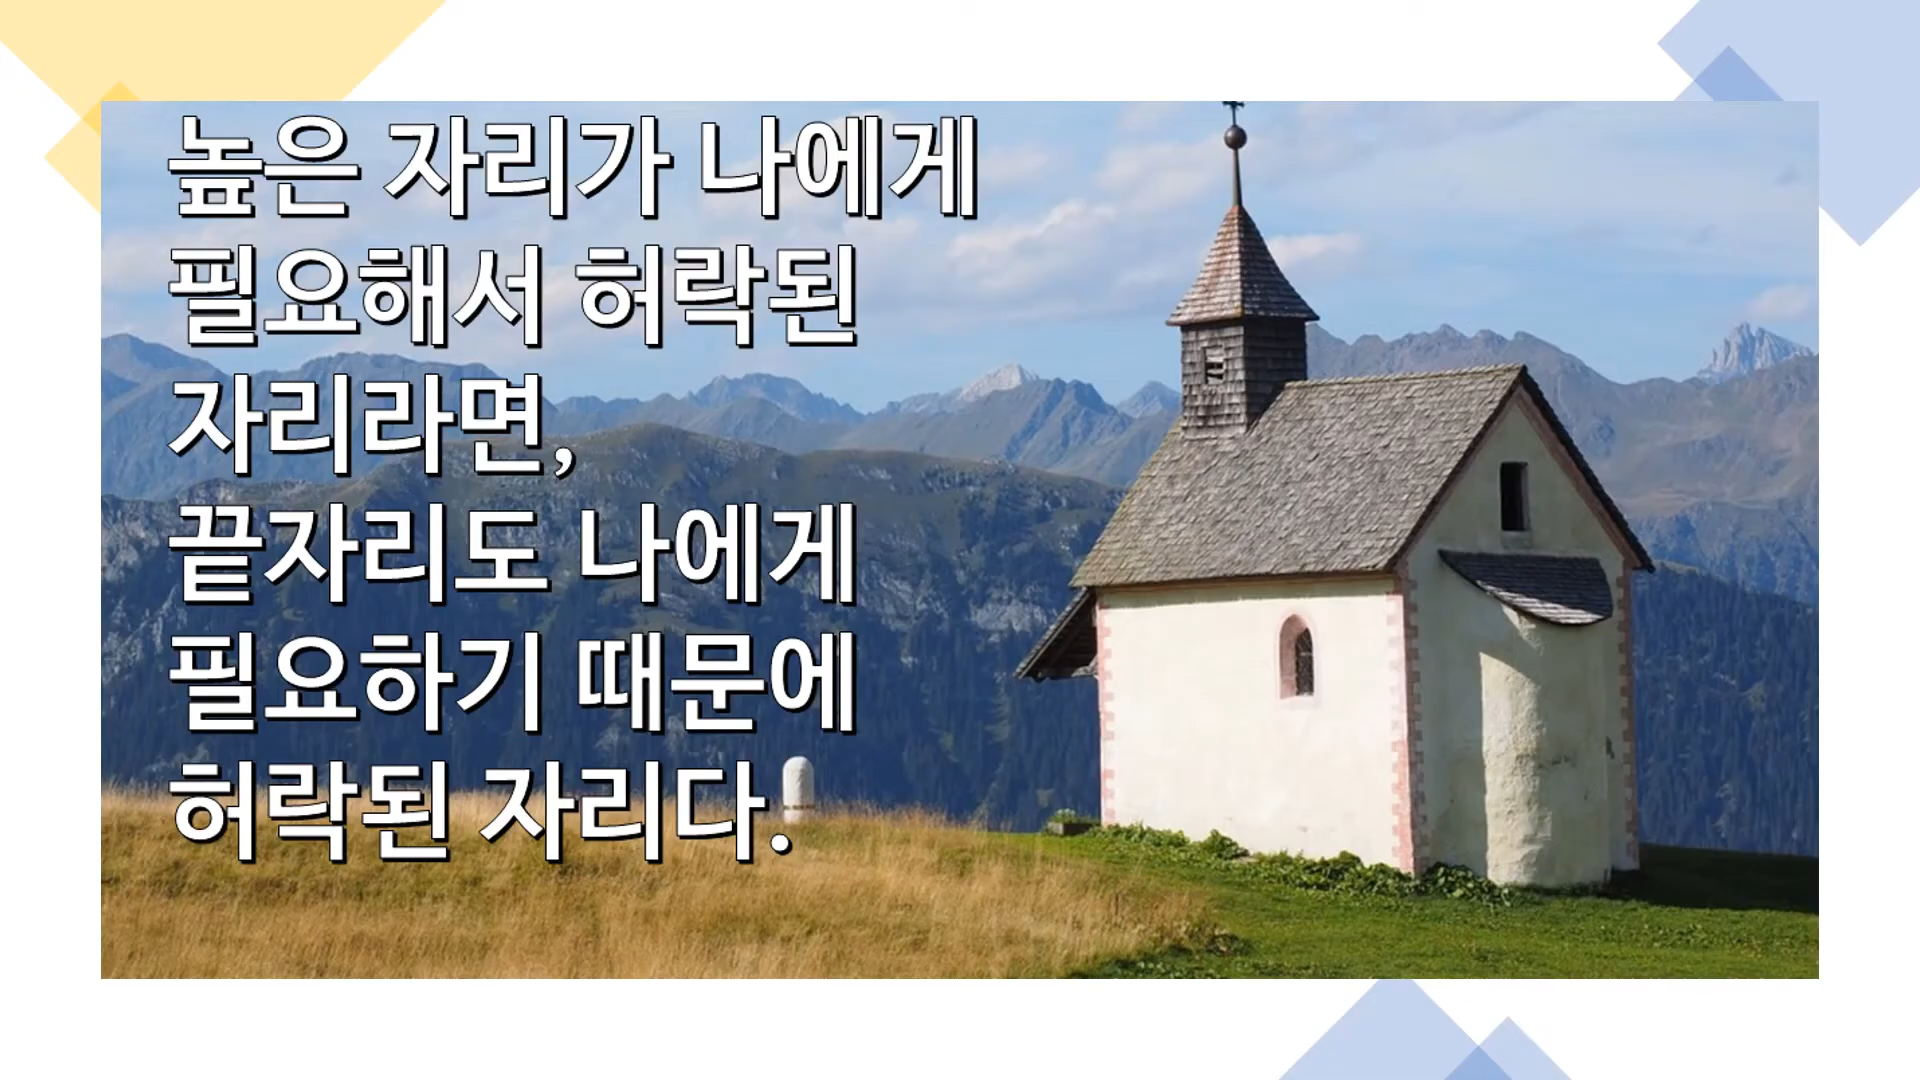 높은 자리가 나에게
필요해서 허락된
자리라면,
끝자리도 나에게
필요하기 때문에
허락된 자리다.